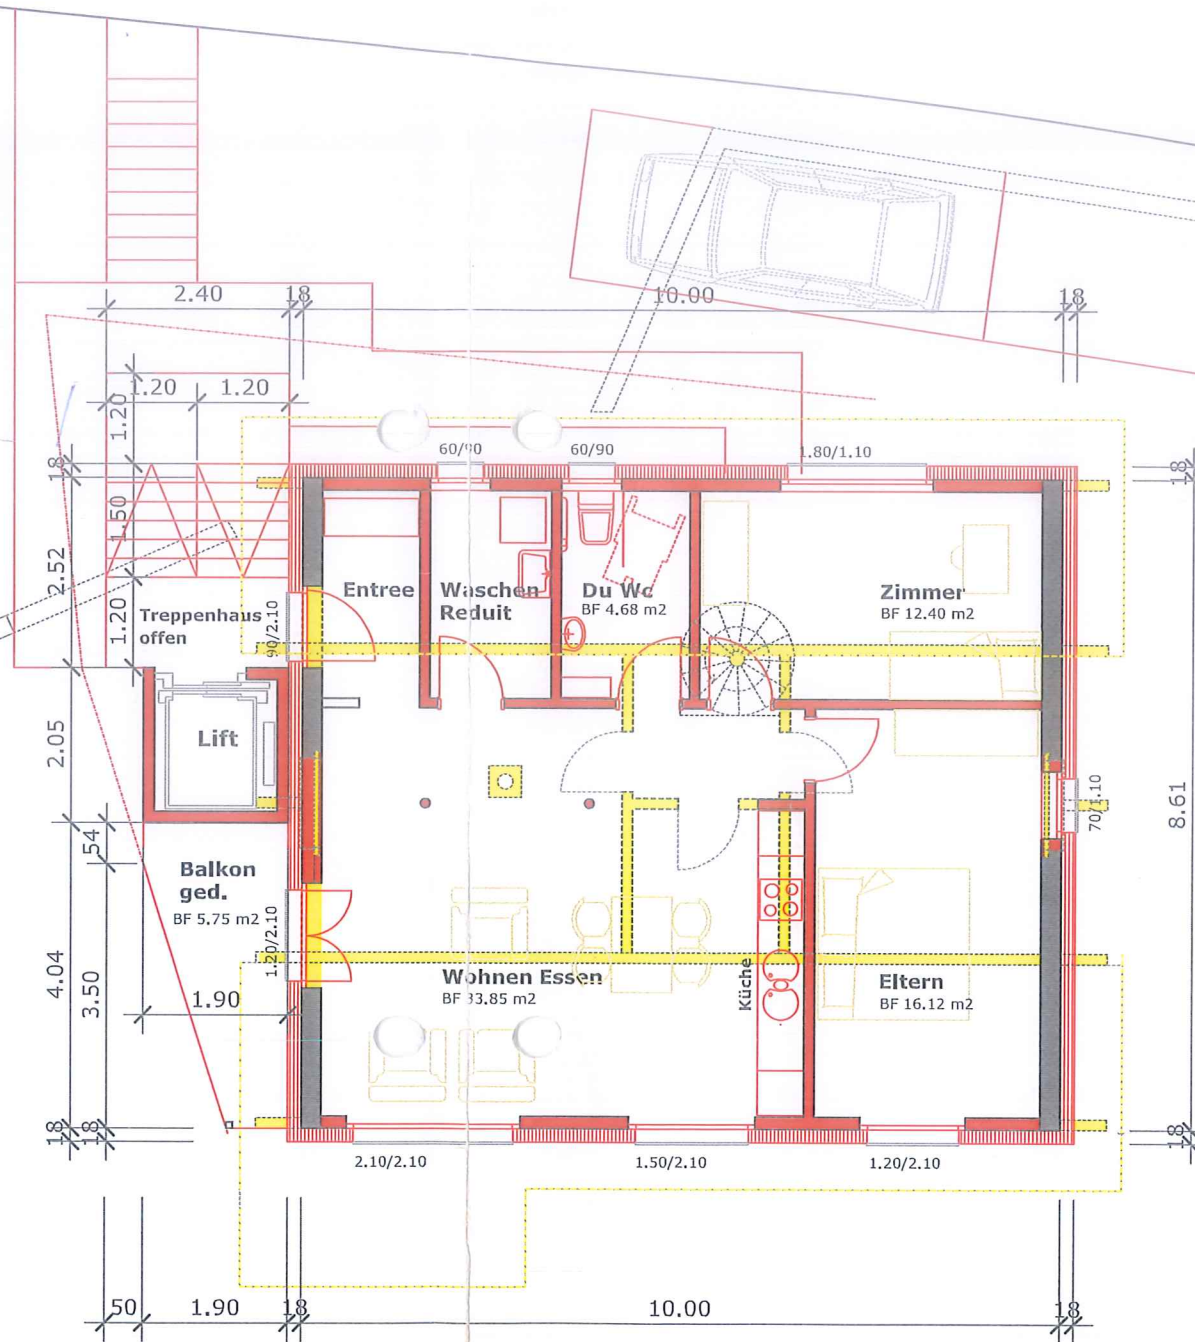 2.40
18
10.00
18
1.20
1.20
1.20
60/90
60/90
1.80/1.10
18
18
1.50
2.52
Entree
Waschen
Reduit
Du Wc
BF 4.68 m2
Zimmer
BF 12.40 m2
1.20
Treppenhaus
offen
90/2.10
Lift
2.05
70/1.10
8.61
54
Balkon
ged.
BF 5.75 m2
1.20/2.10
4.04
3.50
1.90
Wohnen Essen
BF 33.85 m2
Küche
Eltern
BF 16.12 m2
18
18
18
2.10/2.10
1.50/2.10
1.20/2.10
50
1.90
18
10.00
18